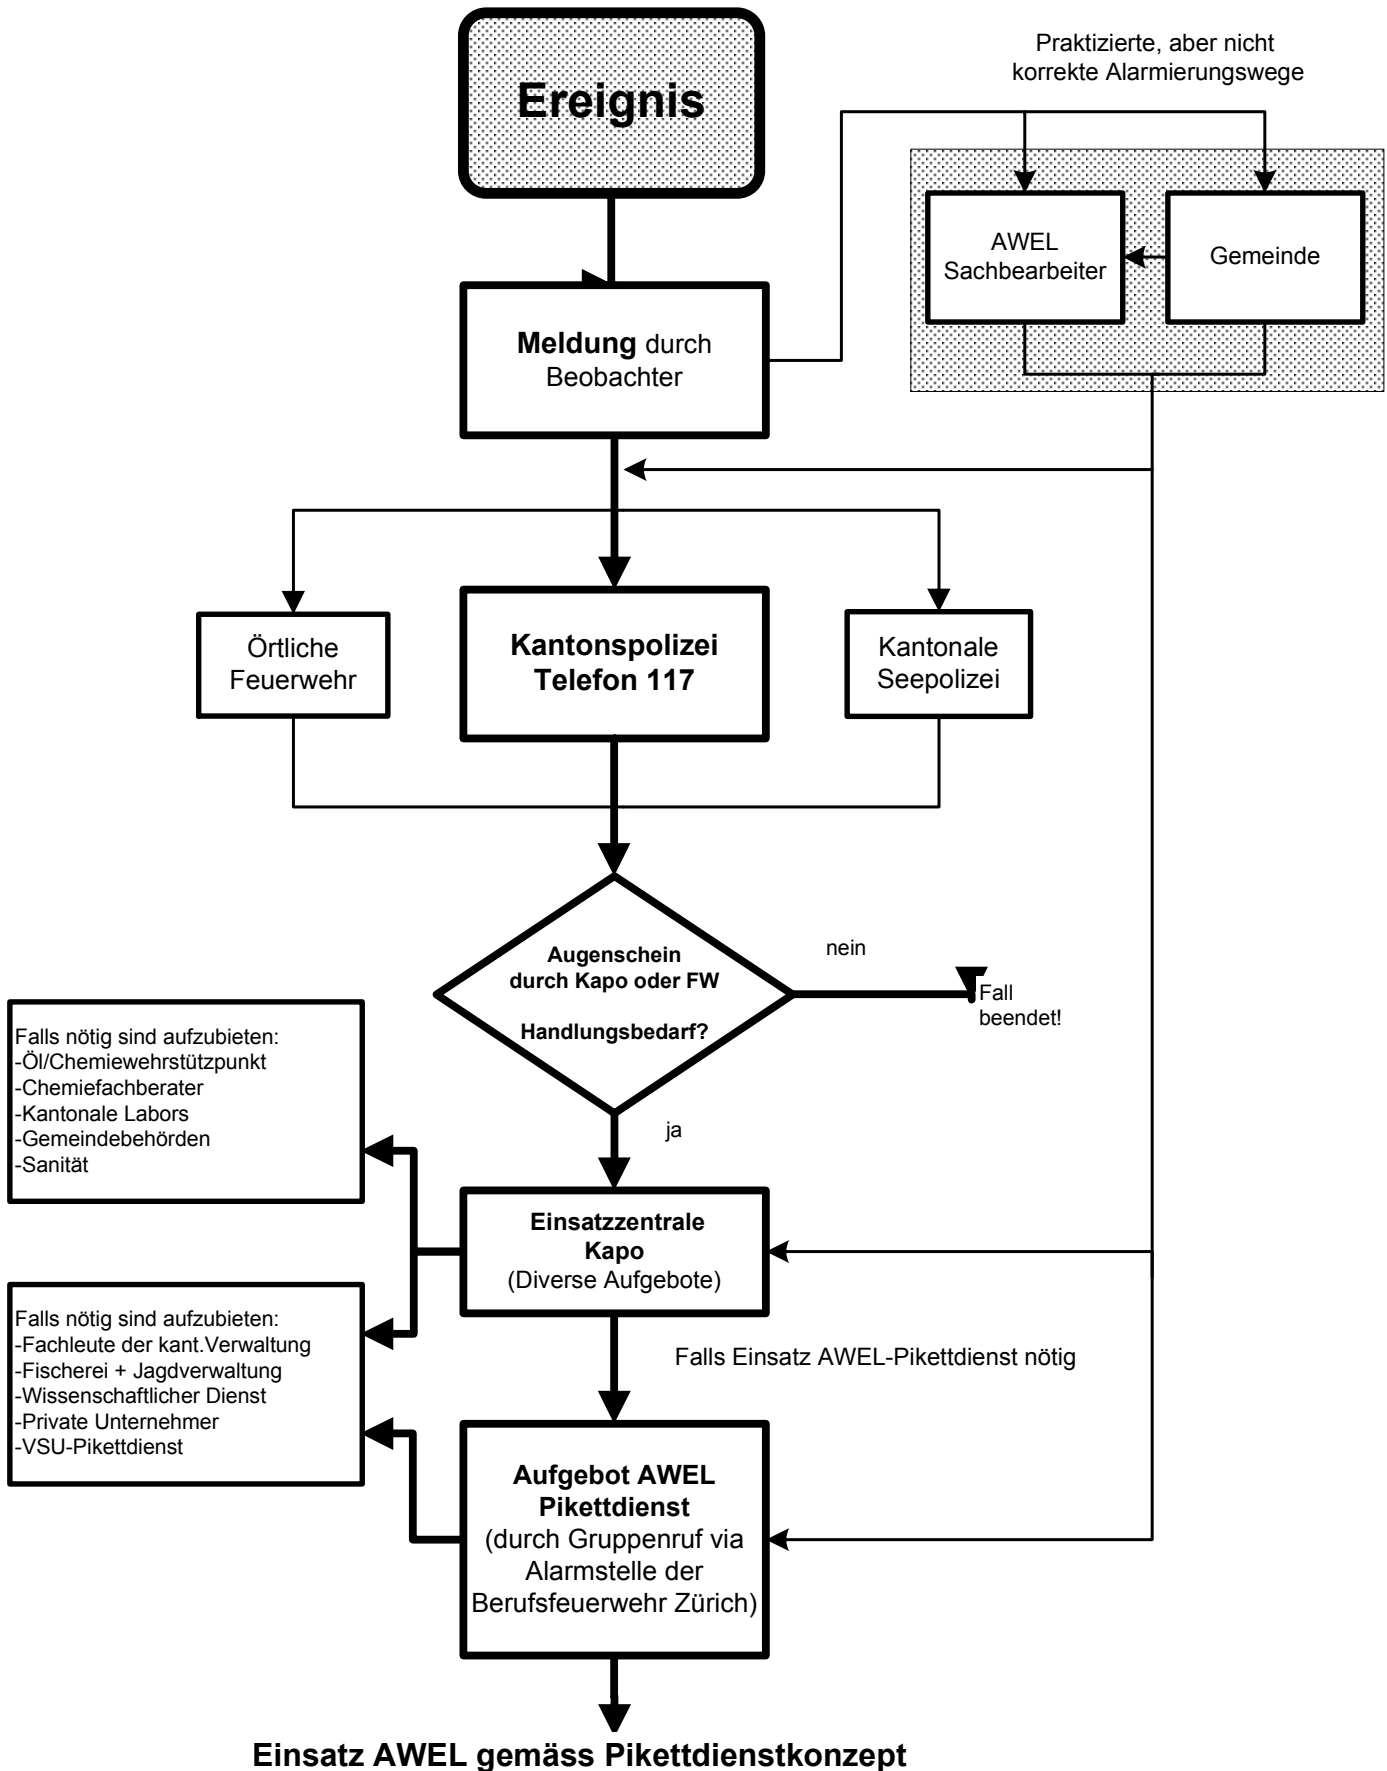 Ereignis
Praktizierte, aber nicht
korrekte Alarmierungswege
AWEL
Sachbearbeiter
Gemeinde
Meldung durch
Beobachter
Örtliche
Feuerwehr
Kantonspolizei
Telefon 117
Kantonale
Seepolizei
Augenschein
durch Kapo oder FW
Handlungsbedarf?
nein
Fall
beendet!
ja
Falls nötig sind aufzubieten:
-Öl/Chemiewehrstützpunkt
-Chemiefachberater
-Kantonale Labors
-Gemeindebehörden
-Sanität
Einsatzzentrale
Kapo
(Diverse Aufgebote)
Falls nötig sind aufzubieten:
-Fachleute der kant.Verwaltung
-Fischerei + Jagdverwaltung
-Wissenschaftlicher Dienst
-Private Unternehmer
-VSU-Pikettdienst
Falls Einsatz AWEL-Pikettdienst nötig
Aufgebot AWEL
Pikettdienst
(durch Gruppenruf via
Alarmstelle der
Berufsfeuerwehr Zürich)
Einsatz AWEL gemäss Pikettdienstkonzept